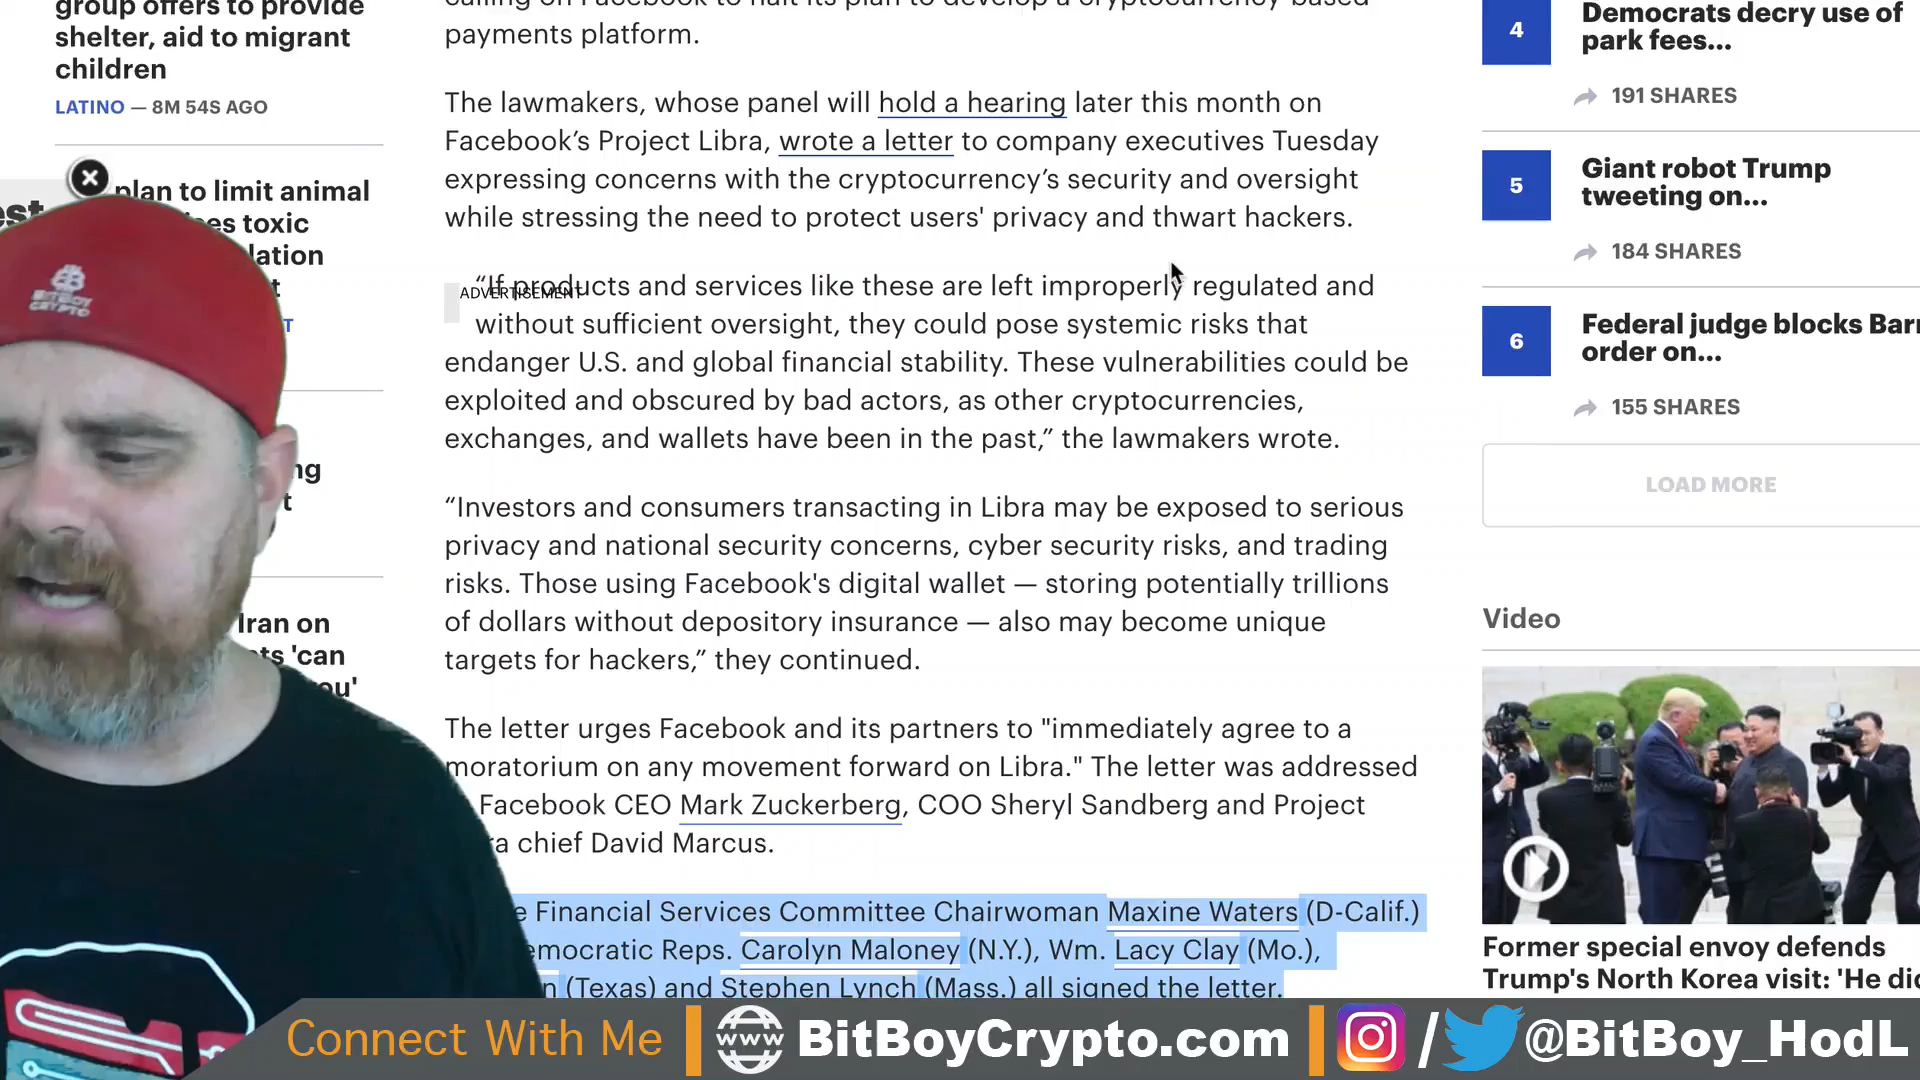 group offers to provide
shelter, aid to migrant
children
LATINO — 8M 54S AGO
plan to limit animal
toxic
Iran on
'can
payments platform.
The lawmakers, whose panel will hold a hearing later this month on
Facebook’s Project Libra, wrote a letter to company executives Tuesday
expressing concerns with the cryptocurrency’s security and oversight
while stressing the need to protect users' privacy and thwart hackers.
ADVERTISEMENT
“If products and services like these are left improperly regulated and
without sufficient oversight, they could pose systemic risks that
endanger U.S. and global financial stability. These vulnerabilities could be
exploited and obscured by bad actors, as other cryptocurrencies,
exchanges, and wallets have been in the past,” the lawmakers wrote.
“Investors and consumers transacting in Libra may be exposed to serious
privacy and national security concerns, cyber security risks, and trading
risks. Those using Facebook's digital wallet — storing potentially trillions
of dollars without depository insurance — also may become unique
targets for hackers,” they continued.
The letter urges Facebook and its partners to "immediately agree to a
moratorium on any movement forward on Libra." The letter was addressed
Facebook CEO Mark Zuckerberg, COO Sheryl Sandberg and Project
chief David Marcus.
Financial Services Committee Chairwoman Maxine Waters (D-Calif.)
Reps. Carolyn Maloney (N.Y.), Wm. Lacy Clay (Mo.),
(Texas) and Stephen Lynch (Mass.) all signed the letter.
4
Democrats decry use of
park fees...
191 SHARES
5
Giant robot Trump
tweeting on...
184 SHARES
6
Federal judge blocks
order on...
155 SHARES
LOAD MORE
Video
Former special envoy defends
Trump's North Korea visit: 'He
BITBOY
CRYPTO
Connect With Me
WWW
BitBoyCrypto.com
/
@BitBoy_HodL